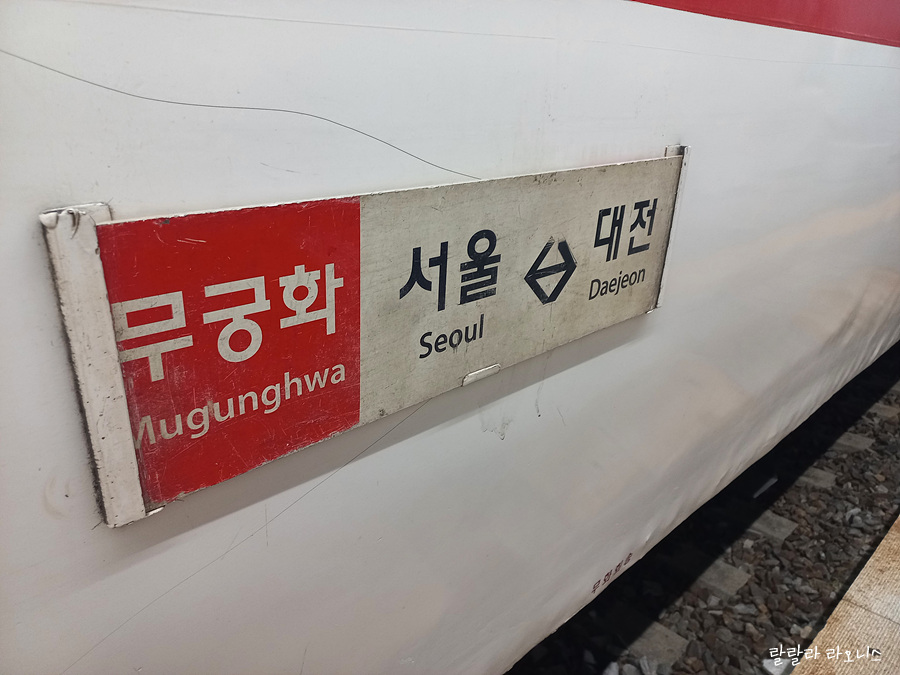 무궁화
Mugunghwa
서울
Seoul
대전
Daejeon
랄랄라 라오니스